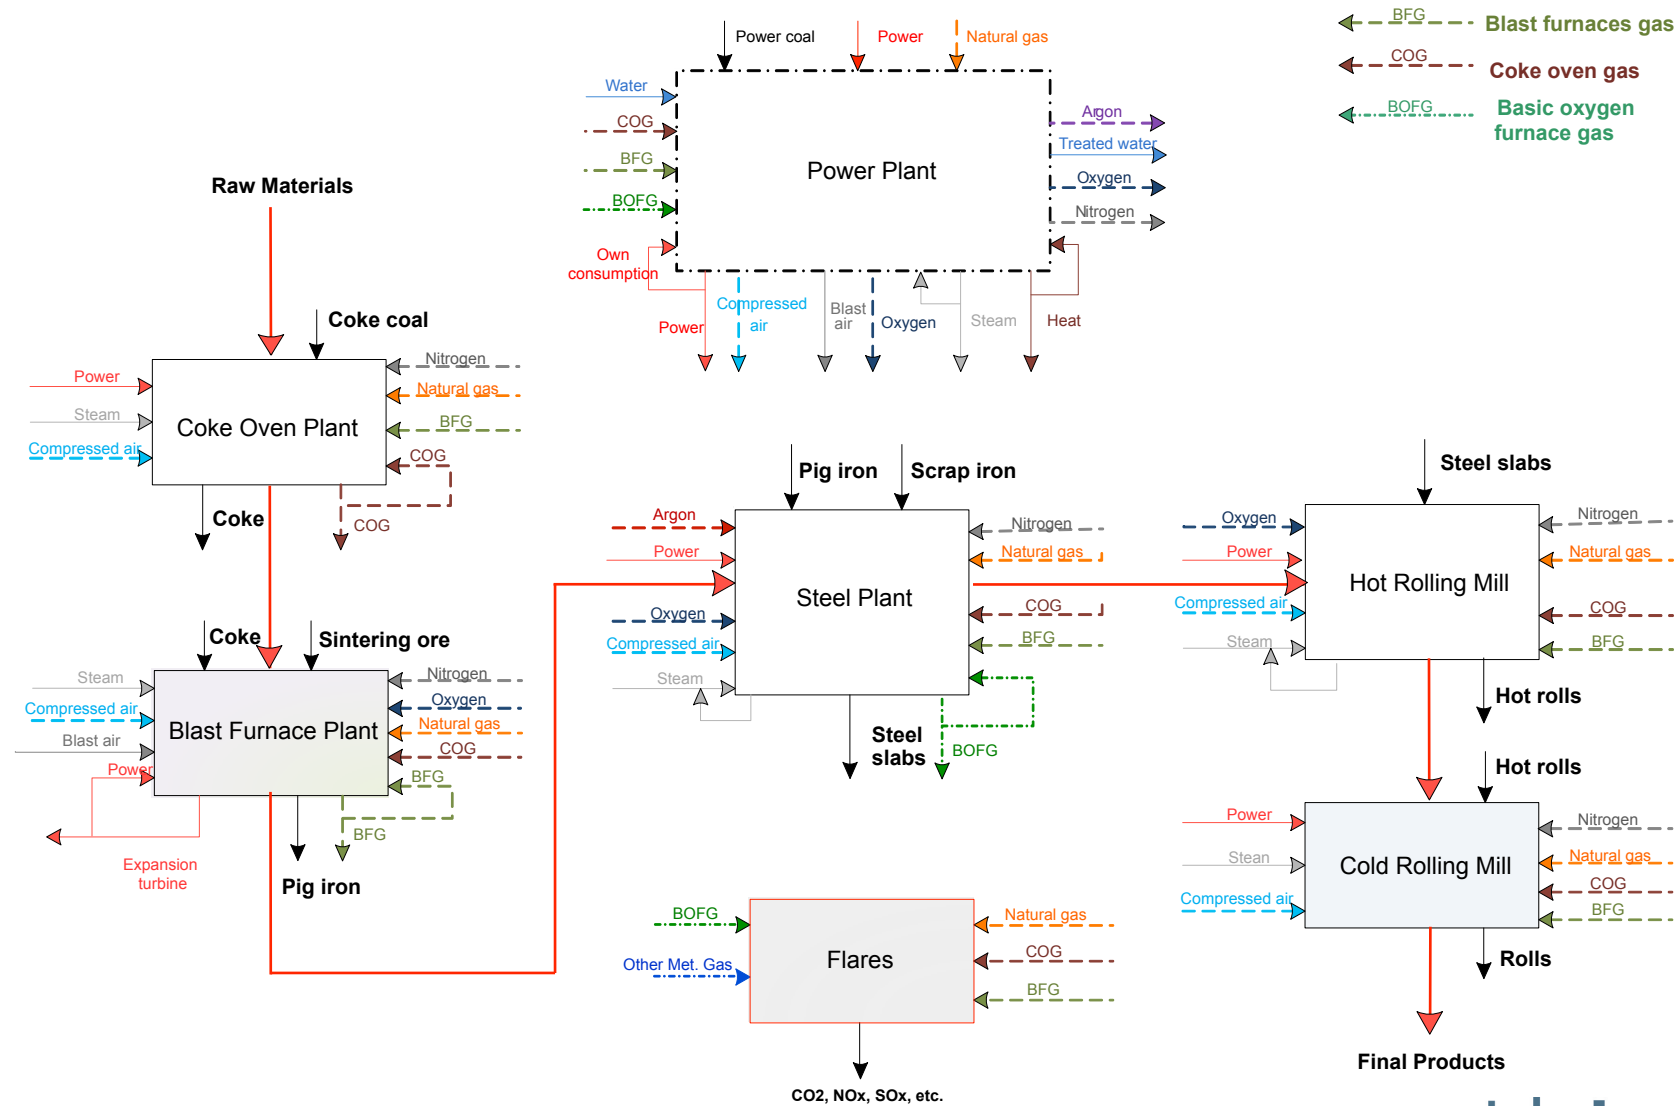 BFG
Blast furnaces gas
COG
Coke oven gas
BOFG
Basic oxygen
furnace gas
Power coal
Power
Natural gas
Water
COG
BFG
BOFG
Own
consumption
Power Plant
Argon
Treated water
Oxygen
Nitrogen
Power
Compressed
air
Blast
air
Oxygen
Steam
Heat
Raw Materials
Coke coal
Power
Steam
Compressed air
Coke Oven Plant
Nitrogen
Natural gas
BFG
COG
Coke
COG
Coke
Sintering ore
Steam
Compressed air
Blast air
Power
Blast Furnace Plant
Nitrogen
Oxygen
Natural gas
COG
BFG
BFG
Expansion
turbine
Pig iron
Pig iron
Scrap iron
Argon
Power
Oxygen
Compressed air
Steam
Steel Plant
Nitrogen
Natural gas
COG
BFG
Steel
slabs
BOFG
Steel slabs
Oxygen
Power
Compressed air
Steam
Hot Rolling Mill
Nitrogen
Natural gas
COG
BFG
Hot rolls
Hot rolls
Power
Stean
Compressed air
Cold Rolling Mill
Nitrogen
Natural gas
COG
BFG
Rolls
Final Products
BOFG
Other Met. Gas
Flares
Natural gas
COG
BFG
CO2, NOx, SOx, etc.